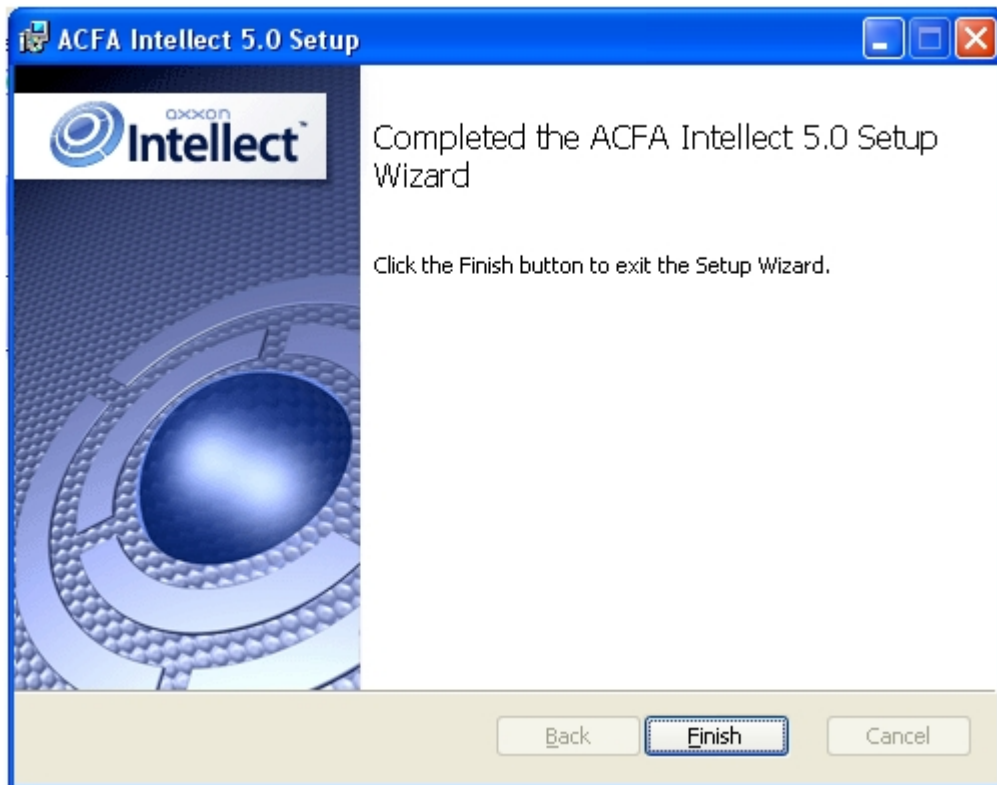 ACFA Intellect 5.0 Setup
axxon
Intellect™
Completed the ACFA Intellect 5.0 Setup
Wizard
Click the Finish button to exit the Setup Wizard.
Back
Finish
Cancel